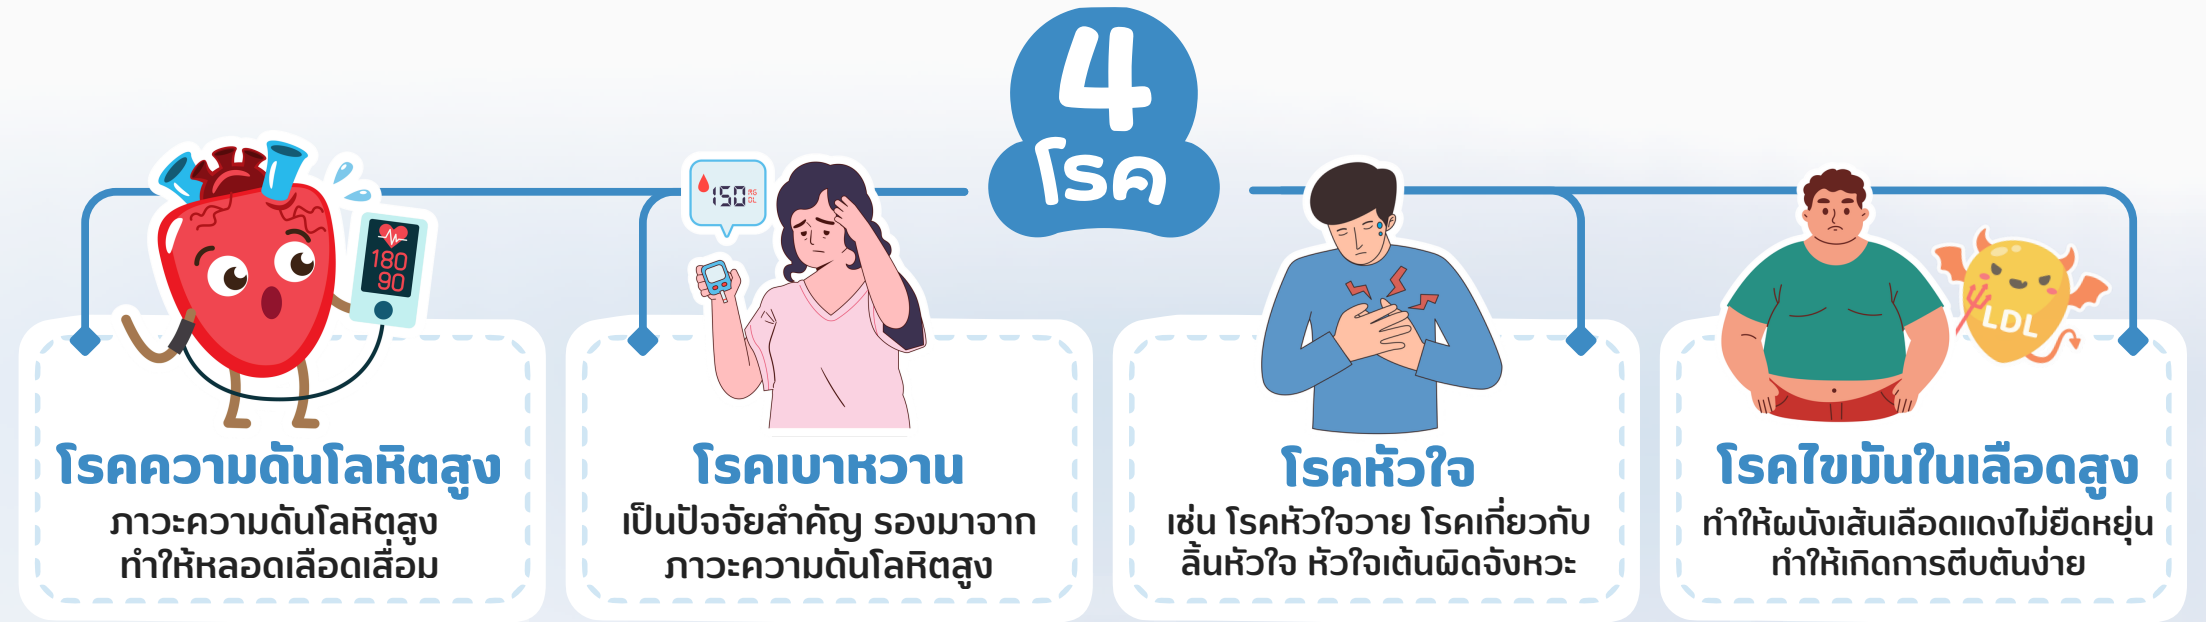 4
โรค
180
90
150 MG
DL
LDL
โรคความดันโลหิตสูง
ภาวะความดันโลหิตสูง
ทำให้หลอดเลือดเสื่อม
โรคเบาหวาน
เป็นปัจจัยสำคัญ รองมาจาก
ภาวะความดันโลหิตสูง
โรคหัวใจ
เช่น โรคหัวใจวาย โรคเกี่ยวกับ
ลิ้นหัวใจ หัวใจเต้นผิดจังหวะ
โรคไขมันในเลือดสูง
ทำให้ผนังเส้นเลือดแดงไม่ยืดหยุ่น
ทำให้เกิดการตีบตันง่าย